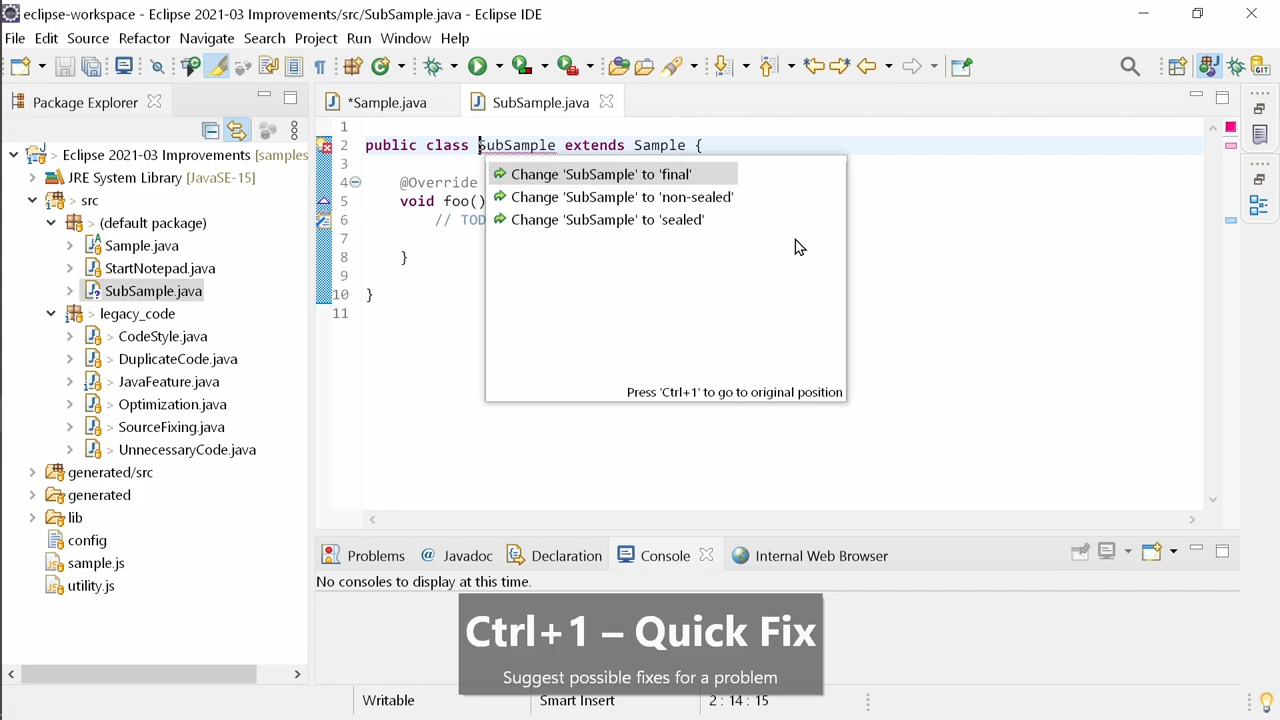 eclipse-workspace - Eclipse 2021-03 Improvements/src/SubSample.java - Eclipse IDE
File Edit Source Refactor Navigate Search Project Run Window Help
Package Explorer
*Sample.java
SubSample.java
Eclipse 2021-03 Improvements [samples
JRE System Library [JavaSE-15]
> src
> (default package)
> Sample.java
> StartNotepad.java
> SubSample.java
> legacy_code
> CodeStyle.java
> DuplicateCode.java
> JavaFeature.java
> Optimization.java
> SourceFixing.java
> UnnecessaryCode.java
generated/src
generated
lib
config
sample.js
utility.js
1
2 public class SubSample extends Sample {
3
4 @Override
5 void foo()
6 // TOD
7
8 }
9
10 }
11
Change 'SubSample' to 'final'
Change 'SubSample' to 'non-sealed'
Change 'SubSample' to 'sealed'
Press 'Ctrl+1' to go to original position
Problems @ Javadoc Declaration Console Internal Web Browser
No consoles to display at this time.
Ctrl+1 – Quick Fix
Suggest possible fixes for a problem
Writable Smart Insert 2 : 14 : 15